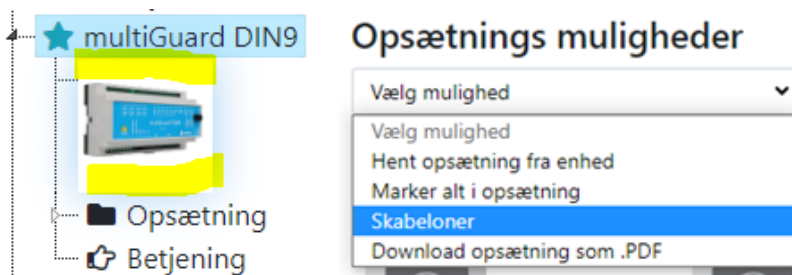 multiGuard DIN9
Opsætning
Betjening
Opsætnings muligheder
Vælg mulighed
Vælg mulighed
Hent opsætning fra enhed
Marker alt i opsætning
Skabeloner
Download opsætning som .PDF